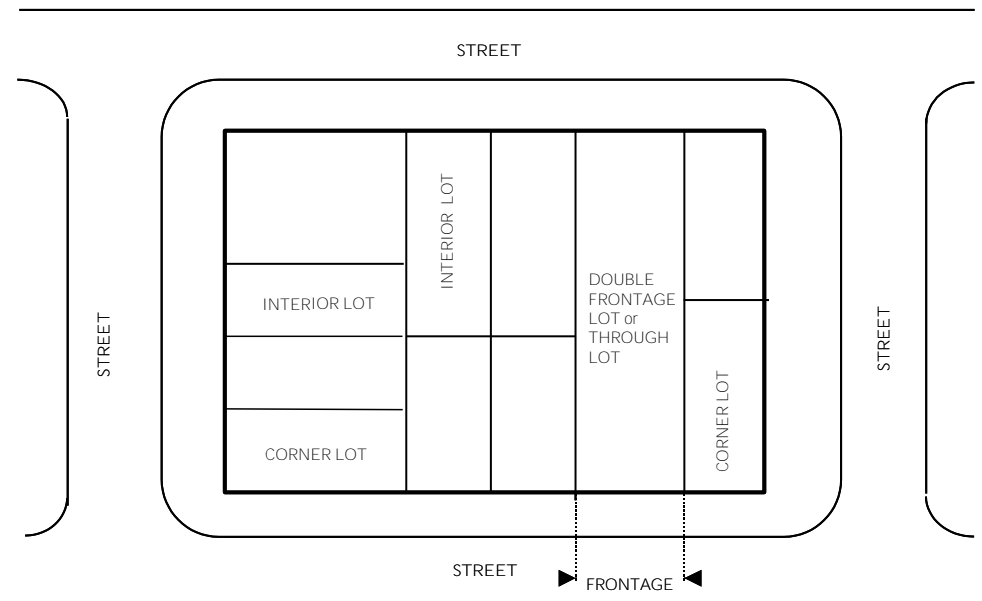 STREET
INTERIOR LOT
INTERIOR LOT
DOUBLE
FRONTAGE
LOT or
THROUGH
LOT
STREET
STREET
CORNER LOT
CORNER LOT
STREET
FRONTAGE